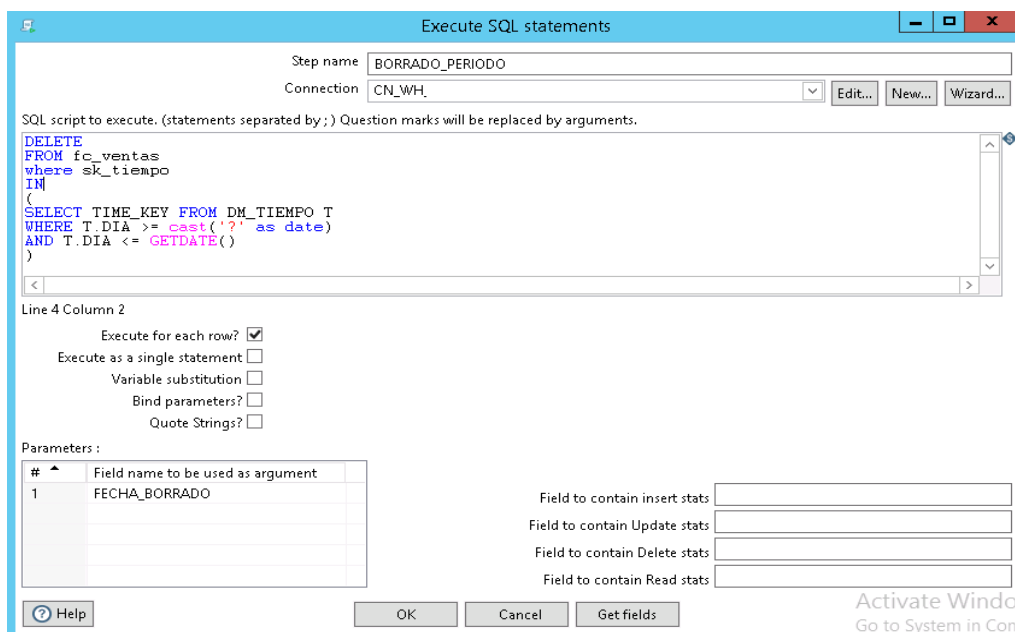 Execute SQL statements
Step name BORRADO_PERIODO
Connection CN_WH_ Edit... New... Wizard...
SQL script to execute. (statements separated by ; ) Question marks will be replaced by arguments.
DELETE
FROM fc_ventas
where sk_tiempo
IN
(
SELECT TIME_KEY FROM DM_TIEMPO T
WHERE T.DIA >= cast('?' as date)
AND T.DIA <= GETDATE()
)
Line 4 Column 2
Execute for each row?
Execute as a single statement
Variable substitution
Bind parameters?
Quote Strings?
Parameters :
# Field name to be used as argument
1 FECHA_BORRADO
Field to contain insert stats
Field to contain Update stats
Field to contain Delete stats
Field to contain Read stats
Help OK Cancel Get fields
Activate Windo
Go to System in Con